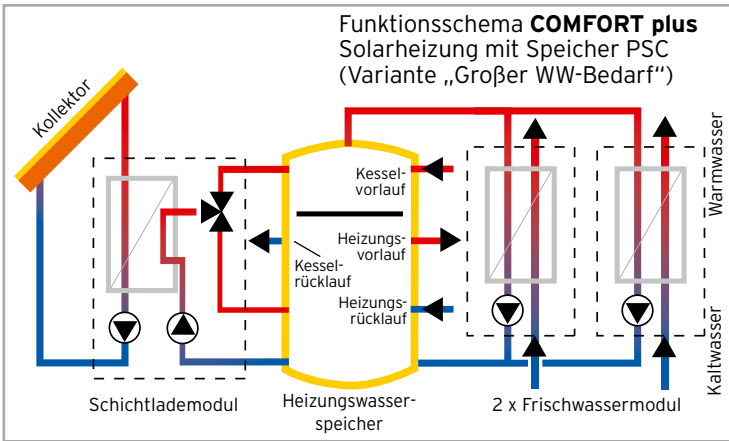 Funktionsschema COMFORT plus
Solarheizung mit Speicher PSC
(Variante „Großer WW-Bedarf“)
Kollektor
Kessel-
vorlauf
Heizungs-
vorlauf
Kessel-
rücklauf
Heizungs-
rücklauf
Warmwasser
Kaltwasser
Schichtlademodul
Heizungswasser-
speicher
2 x Frischwassermodul